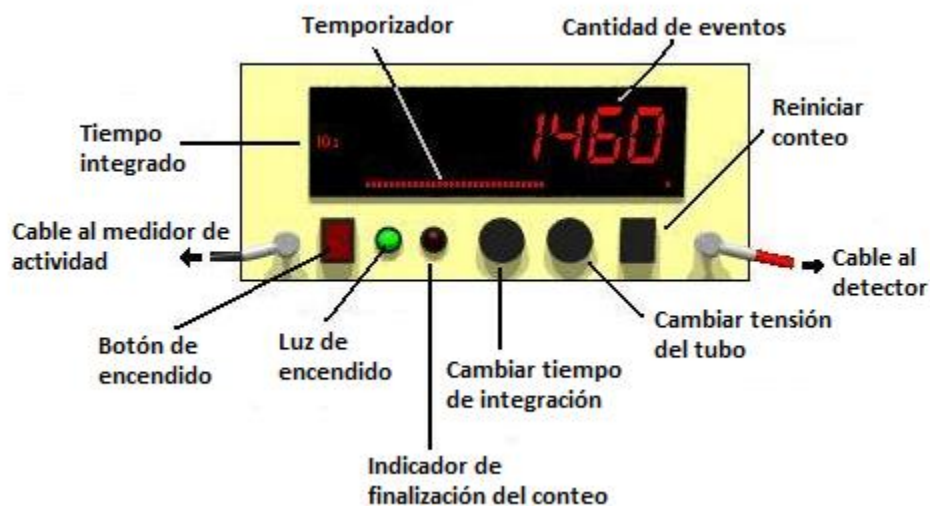 Temporizador
Cantidad de eventos
1460
Reiniciar
conteo
Tiempo
integrado
10s
Cable al medidor de
actividad
Cable al
detector
Botón de
encendido
Luz de
encendido
Cambiar tensión
del tubo
Cambiar tiempo
de integración
Indicador de
finalización del conteo